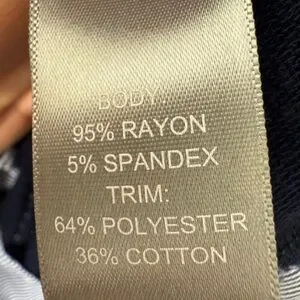 BODY:
95% RAYON
5% SPANDEX
TRIM:
64% POLYESTER
36% COTTON